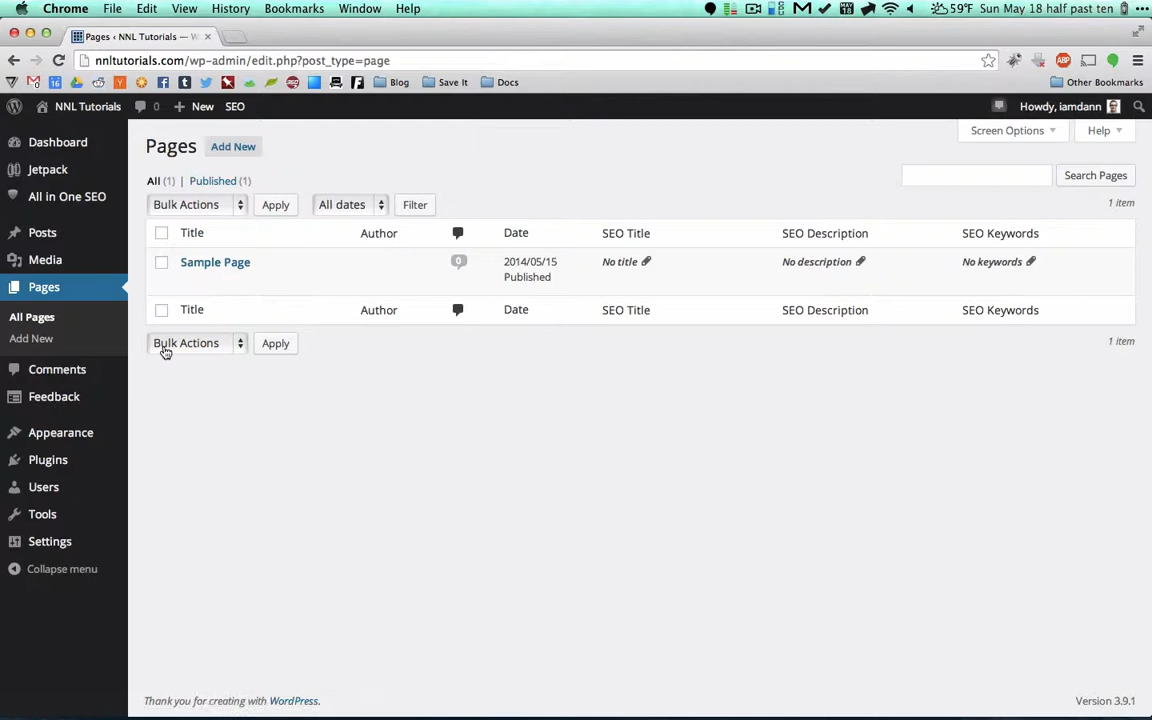 Chrome File Edit View History Bookmarks Window Help 59°F Sun May 18 half past ten
Pages ‹ NNL Tutorials — W
nnltutorials.com/wp-admin/edit.php?post_type=page
Blog Save It Docs Other Bookmarks
NNL Tutorials 0 New SEO Howdy, iamdann
Dashboard
Jetpack
All in One SEO
Posts
Media
Pages
All Pages
Add New
Comments
Feedback
Appearance
Plugins
Users
Tools
Settings
Collapse menu
Screen Options Help
Pages Add New
All (1) | Published (1)
Search Pages
Bulk Actions Apply All dates Filter
1 item
Title Author Date SEO Title SEO Description SEO Keywords
Sample Page 0 2014/05/15 No title No description No keywords
Published
Title Author Date SEO Title SEO Description SEO Keywords
Bulk Actions Apply
1 item
Thank you for creating with WordPress. Version 3.9.1